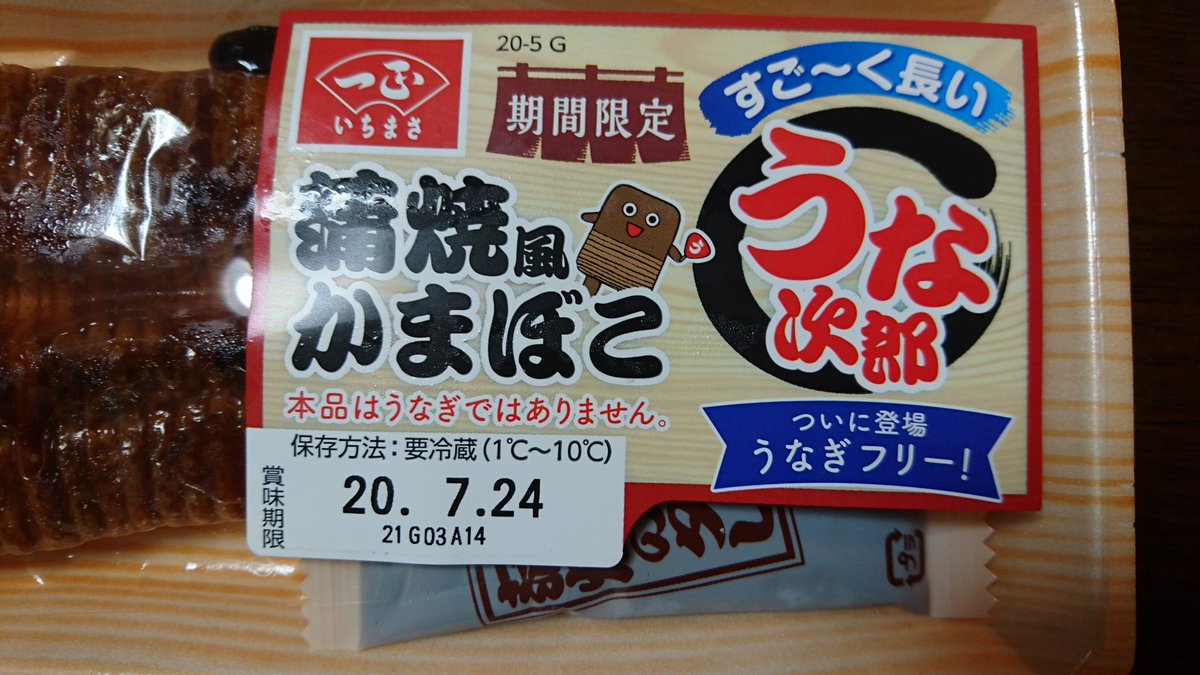 一正
いちまさ
20-5 G
期間限定
すご～く長い
うな次郎
蒲焼風
かまぼこ
う
本品はうなぎではありません。
ついに登場
うなぎフリー!
保存方法:要冷蔵(1℃～10℃)
賞味期限
20. 7.24
21G03A14